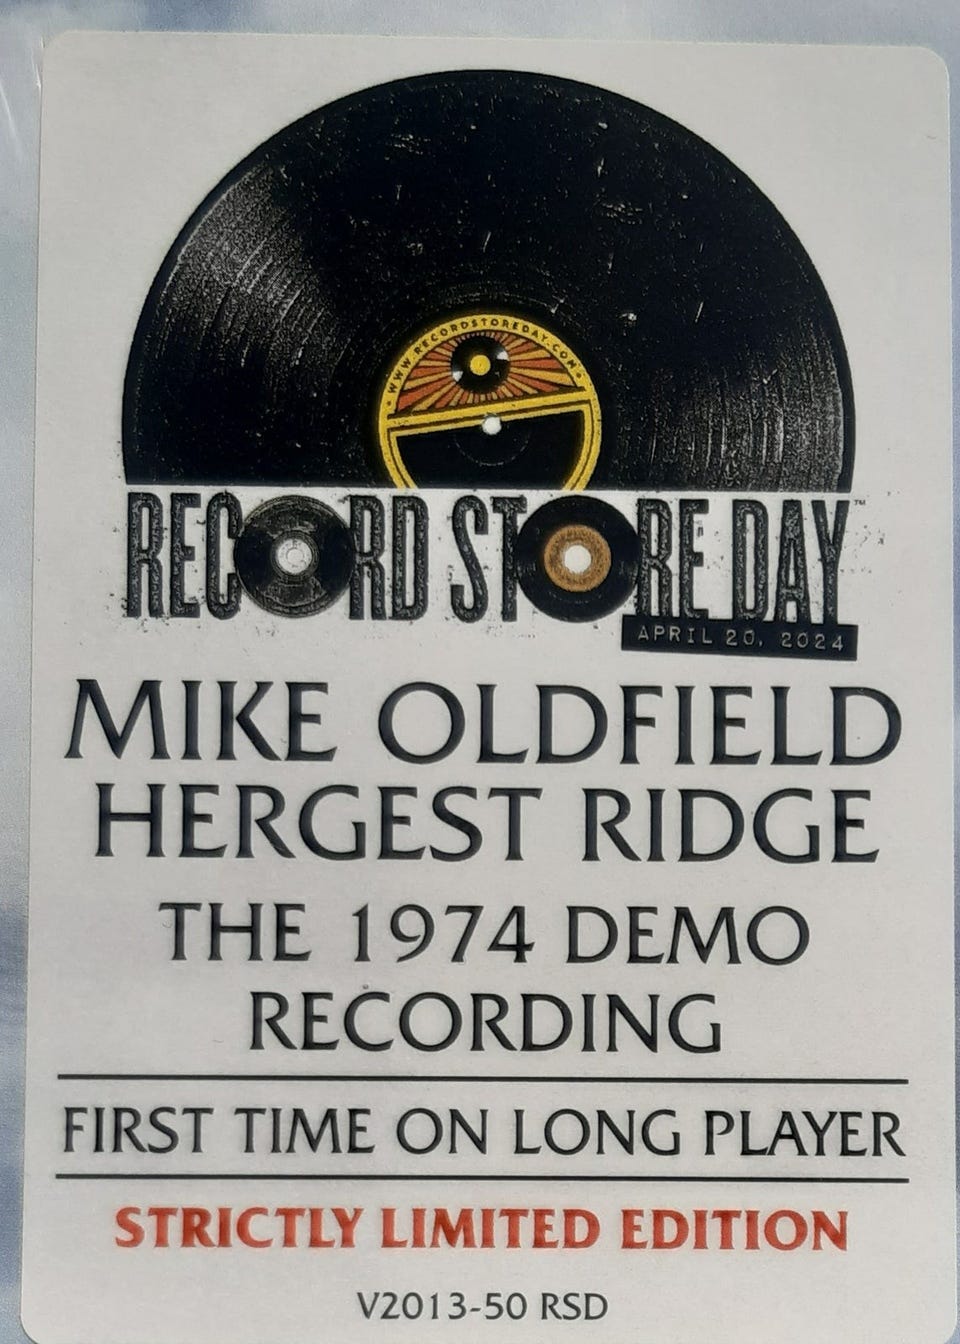 • WWW.RECORDSTOREDAY.COM •
RECORD STORE DAY™
APRIL 20, 2024
MIKE OLDFIELD
HERGEST RIDGE
THE 1974 DEMO
RECORDING
FIRST TIME ON LONG PLAYER
STRICTLY LIMITED EDITION
V2013-50 RSD